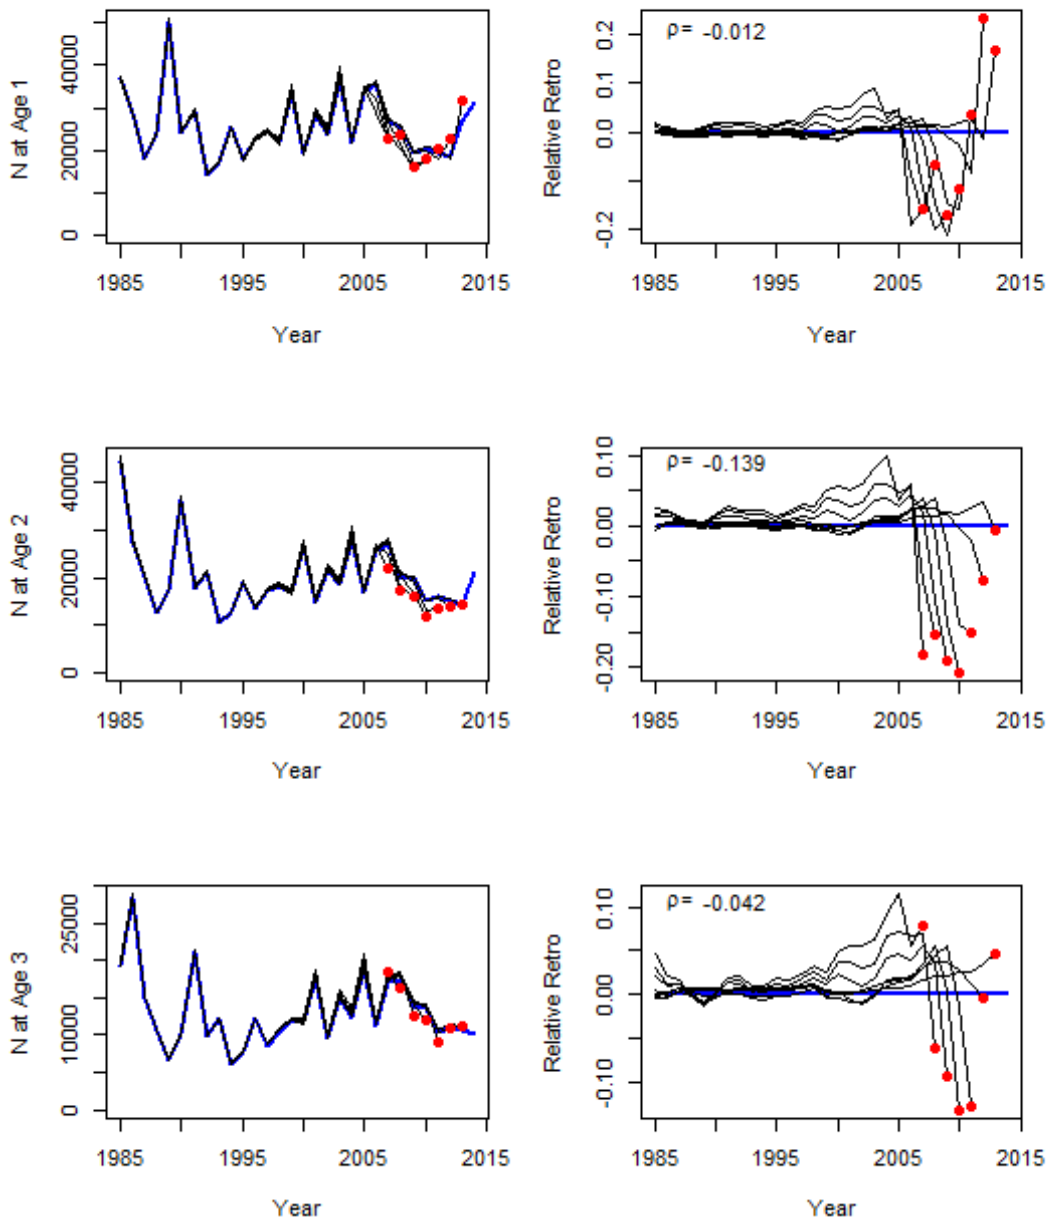 N at Age 1
0
20000
40000
1985
1995
2005
2015
Year
Relative Retro
-0.2
0.0
0.1
0.2
ρ= -0.012
1985
1995
2005
2015
Year
N at Age 2
0
20000
40000
1985
1995
2005
2015
Year
Relative Retro
-0.20
-0.10
0.00
0.10
ρ= -0.139
1985
1995
2005
2015
Year
N at Age 3
0
10000
25000
1985
1995
2005
2015
Year
Relative Retro
-0.10
0.00
0.10
ρ= -0.042
1985
1995
2005
2015
Year